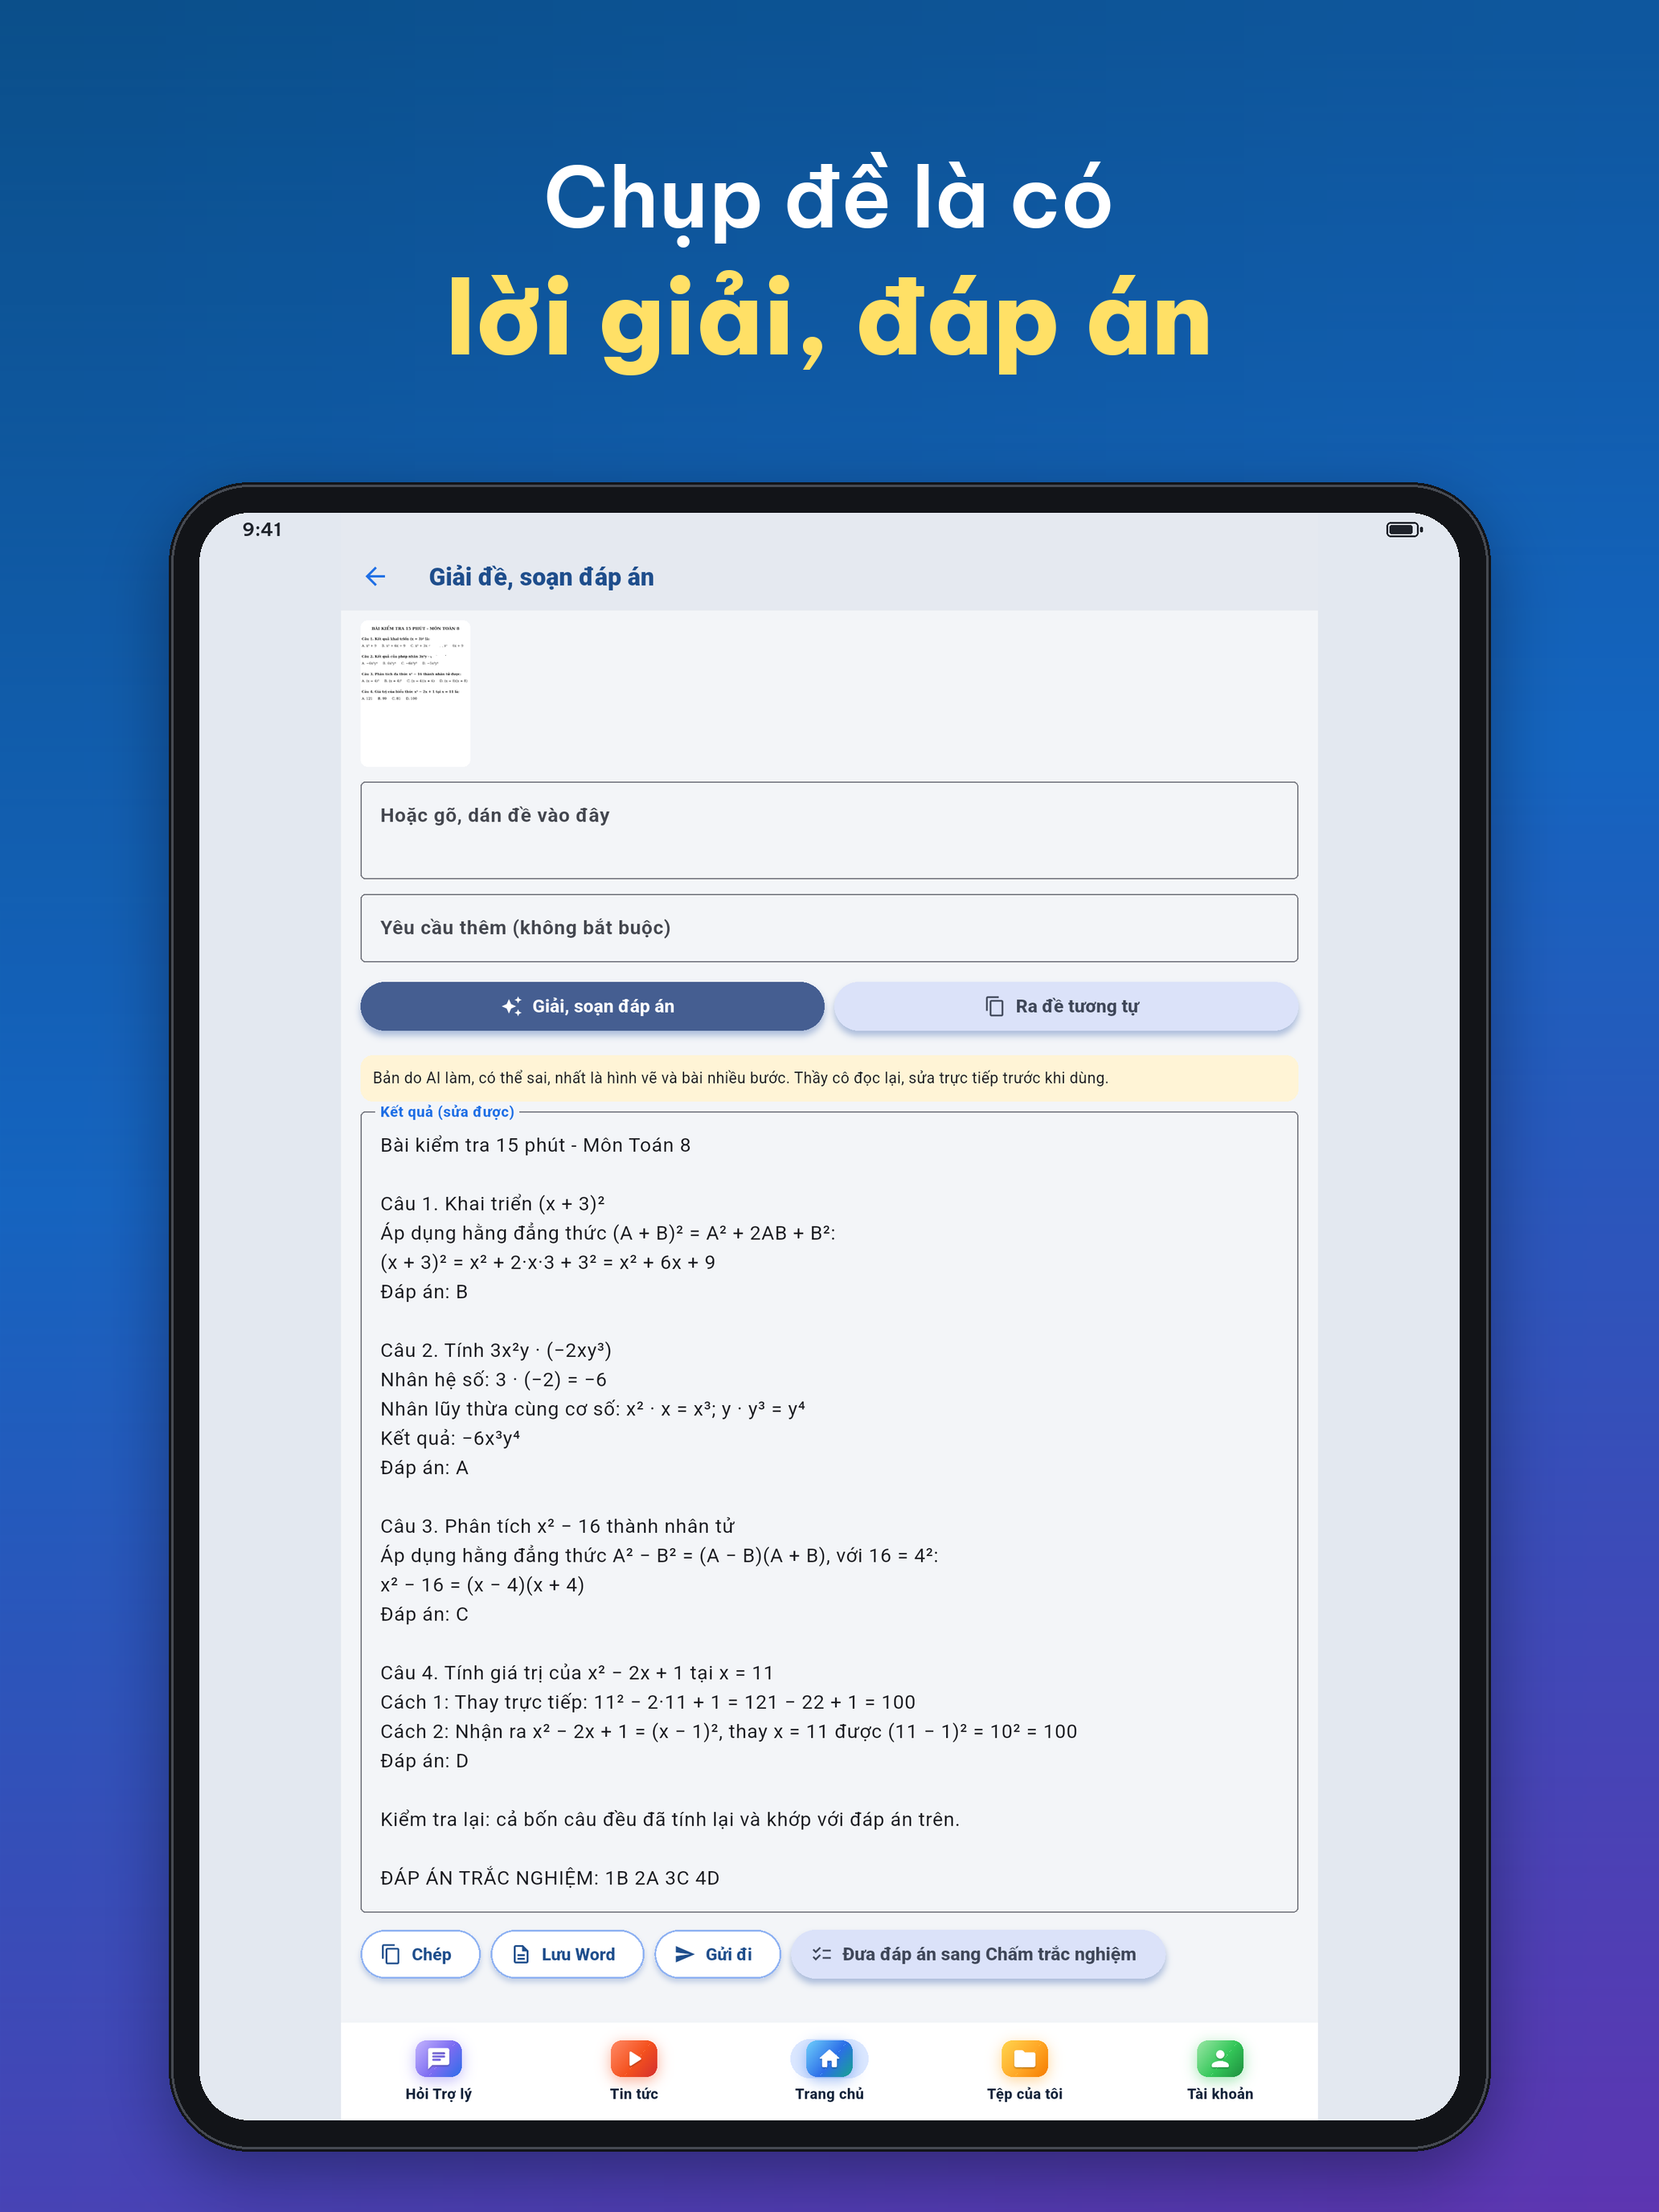 Chụp đề là có
lời giải, đáp án
9:41
Giải đề, soạn đáp án
BÀI KIỂM TRA 15 PHÚT - MÔN TOÁN 8
Hoặc gõ, dán đề vào đây
Yêu cầu thêm (không bắt buộc)
Giải, soạn đáp án
Ra đề tương tự
Bản do AI làm, có thể sai, nhất là hình vẽ và bài nhiều bước. Thầy cô đọc lại, sửa trực tiếp trước khi dùng.
Kết quả (sửa được)
Bài kiểm tra 15 phút - Môn Toán 8
Câu 1. Khai triển (x + 3)²
Áp dụng hằng đẳng thức (A + B)² = A² + 2AB + B²:
(x + 3)² = x² + 2·x·3 + 3² = x² + 6x + 9
Đáp án: B
Câu 2. Tính 3x²y · (−2xy³)
Nhân hệ số: 3 · (−2) = −6
Nhân lũy thừa cùng cơ số: x² · x = x³; y · y³ = y⁴
Kết quả: −6x³y⁴
Đáp án: A
Câu 3. Phân tích x² − 16 thành nhân tử
Áp dụng hằng đẳng thức A² − B² = (A − B)(A + B), với 16 = 4²:
x² − 16 = (x − 4)(x + 4)
Đáp án: C
Câu 4. Tính giá trị của x² − 2x + 1 tại x = 11
Cách 1: Thay trực tiếp: 11² − 2·11 + 1 = 121 − 22 + 1 = 100
Cách 2: Nhận ra x² − 2x + 1 = (x − 1)², thay x = 11 được (11 − 1)² = 10² = 100
Đáp án: D
Kiểm tra lại: cả bốn câu đều đã tính lại và khớp với đáp án trên.
ĐÁP ÁN TRẮC NGHIỆM: 1B 2A 3C 4D
Chép
Lưu Word
Gửi đi
Đưa đáp án sang Chấm trắc nghiệm
Hỏi Trợ lý
Tin tức
Trang chủ
Tệp của tôi
Tài khoản